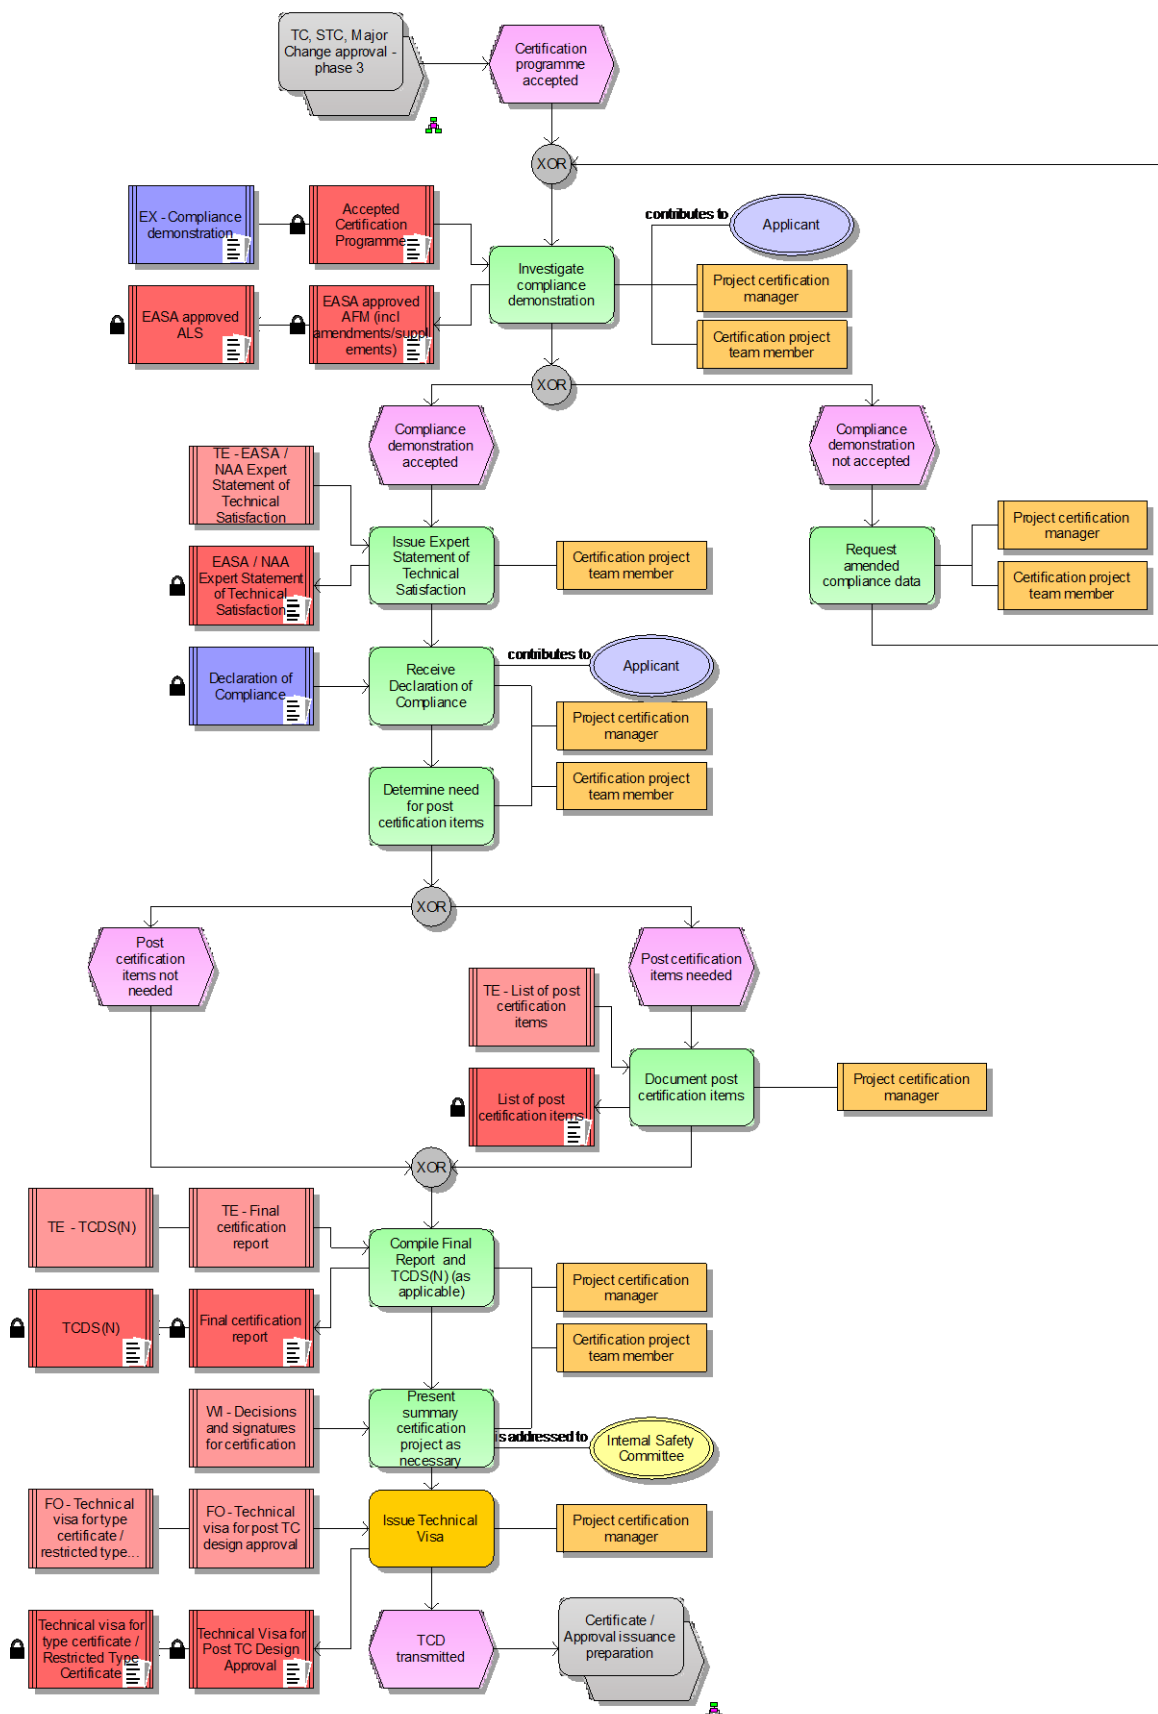 TC, STC, Major
Change approval -
phase 3
Certification
programme
accepted
XOR
EX - Compliance
demonstration
Accepted
Certification
Programme
contributes to
Applicant
Investigate
compliance
demonstration
Project certification
manager
EASA approved
ALS
EASA approved
AFM (incl
amendments/suppl
ements)
Certification project
team member
XOR
Compliance
demonstration
accepted
Compliance
demonstration
not accepted
TE - EASA /
NAA Expert
Statement of
Technical
Satisfaction
Issue Expert
Statement of
Technical
Satisfaction
Certification project
team member
EASA / NAA
Expert Statement
of Technical
Satisfaction
Request
amended
compliance data
Project certification
manager
Certification project
team member
Declaration of
Compliance
Receive
Declaration of
Compliance
contributes to
Applicant
Project certification
manager
Certification project
team member
Determine need
for post
certification items
XOR
Post
certification
items not
needed
Post certification
items needed
TE - List of post
certification
items
Document post
certification items
Project certification
manager
List of post
certification items
XOR
TE - TCDS(N)
TE - Final
certification
report
Compile Final
Report and
TCDS(N) (as
applicable)
Project certification
manager
TCDS(N)
Final certification
report
Certification project
team member
WI - Decisions
and signatures
for certification
Present
summary
certification
project as
necessary
is addressed to
Internal Safety
Committee
FO - Technical
visa for type
certificate /
restricted type...
FO - Technical
visa for post TC
design approval
Issue Technical
Visa
Project certification
manager
Technical visa for
type certificate /
Restricted Type
Certificate
Technical Visa for
Post TC Design
Approval
TCD
transmitted
Certificate /
Approval issuance
preparation